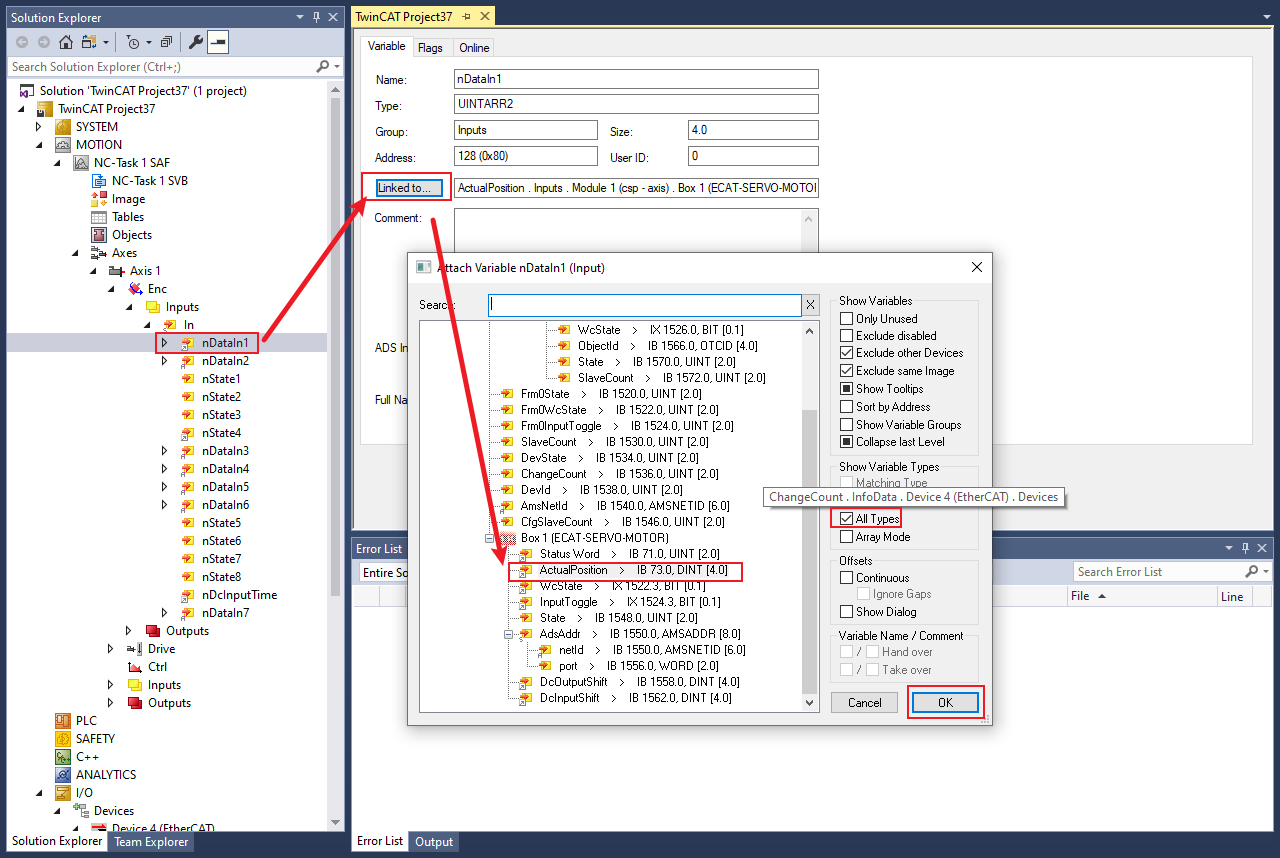 Solution Explorer
Search Solution Explorer (Ctrl+;)
Solution 'TwinCAT Project37' (1 project)
TwinCAT Project37
SYSTEM
MOTION
NC-Task 1 SAF
NC-Task 1 SVB
Image
Tables
Objects
Axes
Axis 1
Enc
Inputs
In
nDataIn1
nDataIn2
nState1
nState2
nState3
nState4
nDataIn3
nDataIn4
nDataIn5
nDataIn6
nState5
nState6
nState7
nState8
nDcInputTime
nDataIn7
Outputs
Drive
Ctrl
Inputs
Outputs
PLC
SAFETY
C++
ANALYTICS
I/O
Devices
Device 4 (EtherCAT)
Solution Explorer
Team Explorer
TwinCAT Project37
Variable
Flags
Online
Name:
nDataIn1
Type:
UINTARR2
Group:
Inputs
Size:
4.0
Address:
128 (0x80)
User ID:
0
Linked to...
ActualPosition . Inputs . Module 1 (csp - axis) . Box 1 (ECAT-SERVO-MOTOR
Comment:
ADS In
Full Na
Attach Variable nDataIn1 (Input)
Search:
WcState > IX 1526.0, BIT [0.1]
ObjectId > IB 1566.0, OTCID [4.0]
State > IB 1570.0, UINT [2.0]
SlaveCount > IB 1572.0, UINT [2.0]
Frm0State > IB 1520.0, UINT [2.0]
Frm0WcState > IB 1522.0, UINT [2.0]
Frm0InputToggle > IB 1524.0, UINT [2.0]
SlaveCount > IB 1530.0, UINT [2.0]
DevState > IB 1534.0, UINT [2.0]
ChangeCount > IB 1536.0, UINT [2.0]
DevId > IB 1538.0, UINT [2.0]
AmsNetId > IB 1540.0, AMSNETID [6.0]
CfgSlaveCount > IB 1546.0, UINT [2.0]
Box 1 (ECAT-SERVO-MOTOR)
Status Word > IB 71.0, UINT [2.0]
ActualPosition > IB 73.0, DINT [4.0]
WcState > IX 1522.3, BIT [0.1]
InputToggle > IX 1524.3, BIT [0.1]
State > IB 1548.0, UINT [2.0]
AdsAddr > IB 1550.0, AMSADDR [8.0]
netId > IB 1550.0, AMSNETID [6.0]
port > IB 1556.0, WORD [2.0]
DcOutputShift > IB 1558.0, DINT [4.0]
DcInputShift > IB 1562.0, DINT [4.0]
Show Variables
Only Unused
Exclude disabled
Exclude other Devices
Exclude same Image
Show Tooltips
Sort by Address
Show Variable Groups
Collapse last Level
Show Variable Types
Matching Type
ChangeCount . InfoData . Device 4 (EtherCAT) . Devices
All Types
Array Mode
Offsets
Continuous
Ignore Gaps
Show Dialog
Variable Name / Comment
/ Hand over
/ Take over
Cancel
OK
Error List
Entire So
Search Error List
File
Line
Error List
Output